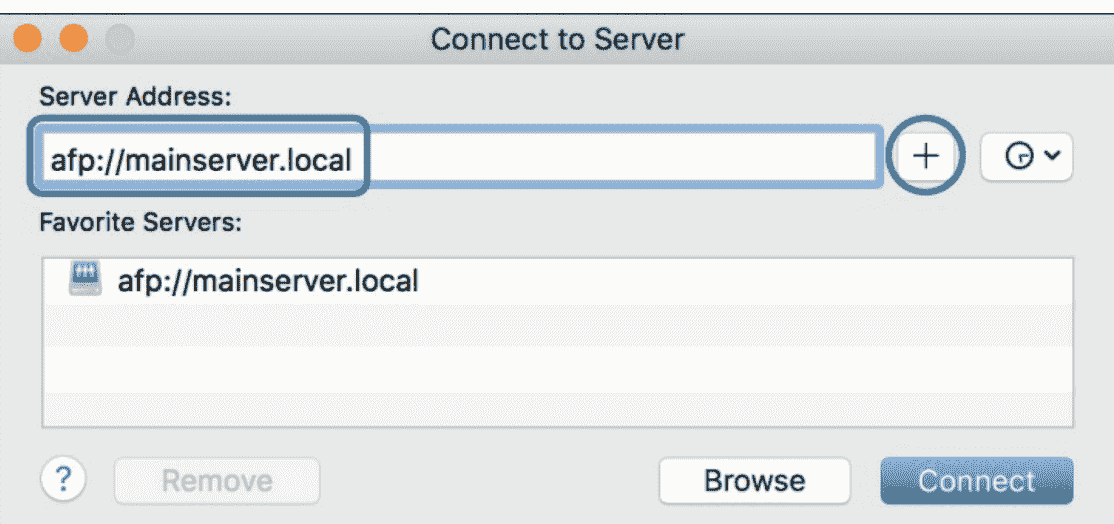 Connect to Server
Server Address:
afp://mainserver.local
Favorite Servers:
afp://mainserver.local
? Remove Browse Connect